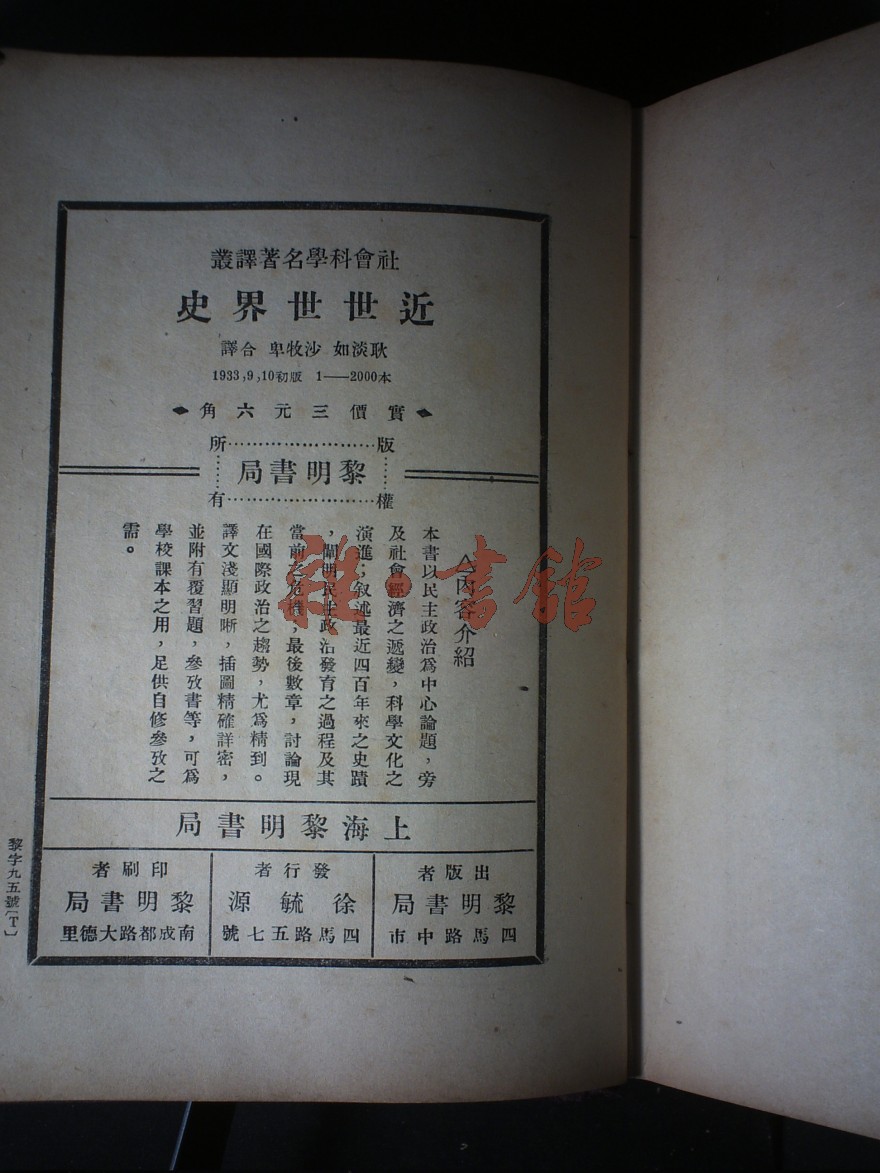 社會科學名著譯叢
近世世界史
耿淡如 沙牧卑 合譯
1933,9,10初版 1——2000本
實價三元六角
版權所有
黎明書局
內容介紹
本書以民主政治爲中心論題，旁
及社會經濟之遞變，科學文化之
演進；叙述最近四百年來之史蹟
，闡明民主政治發育之過程及其
當前之危機，最後數章，討論現
在國際政治之趨勢，尤爲精到。
譯文淺顯明晰，插圖精確詳密，
並附有覆習題，參攷書等，可爲
學校課本之用，足供自修參攷之
需。
上海黎明書局
出版者
黎明書局
四馬路中市
發行者
徐毓源
四馬路五七號
印刷者
黎明書局
南成都路大德里
黎字九五號〔T〕
雜·書館